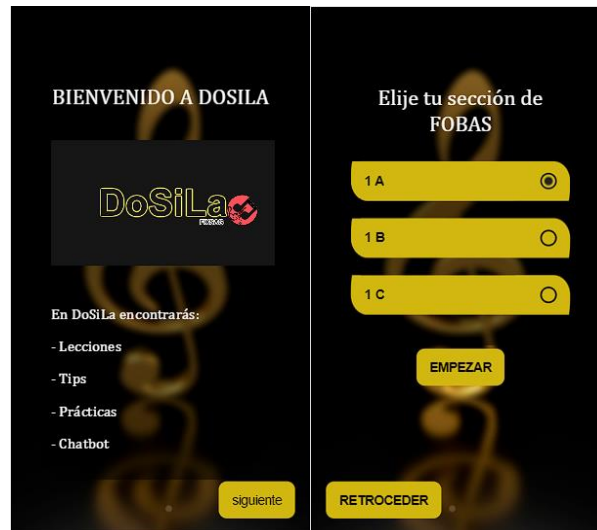 BIENVENIDO A DOSILA
DoSiLa
FOBAS
En DoSiLa encontrarás:
- Lecciones
- Tips
- Prácticas
- Chatbot
siguiente
Elije tu sección de
FOBAS
1 A
1 B
1 C
EMPEZAR
RETROCEDER